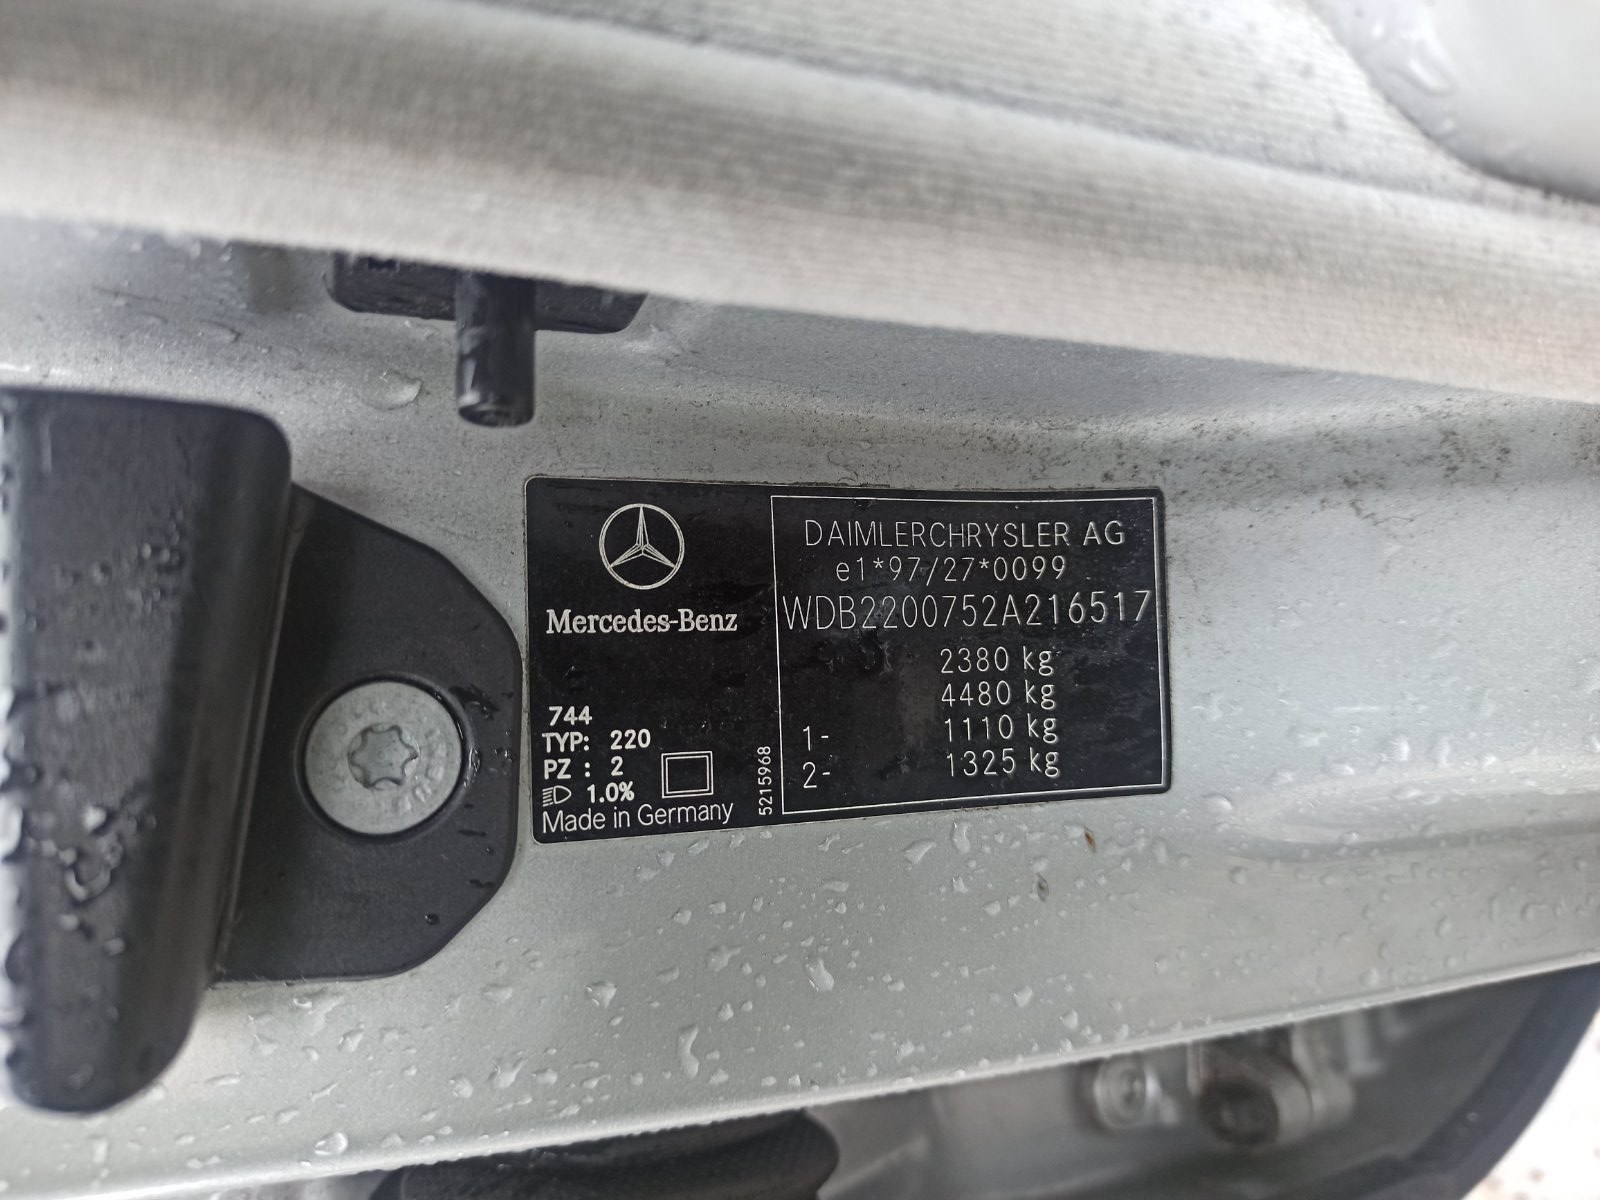 Mercedes-Benz
744
TYP: 220
PZ : 2
1.0%
Made in Germany
5215968
DAIMLERCHRYSLER AG
e1*97/27*0099
WDB2200752A216517
2380 kg
4480 kg
1- 1110 kg
2- 1325 kg